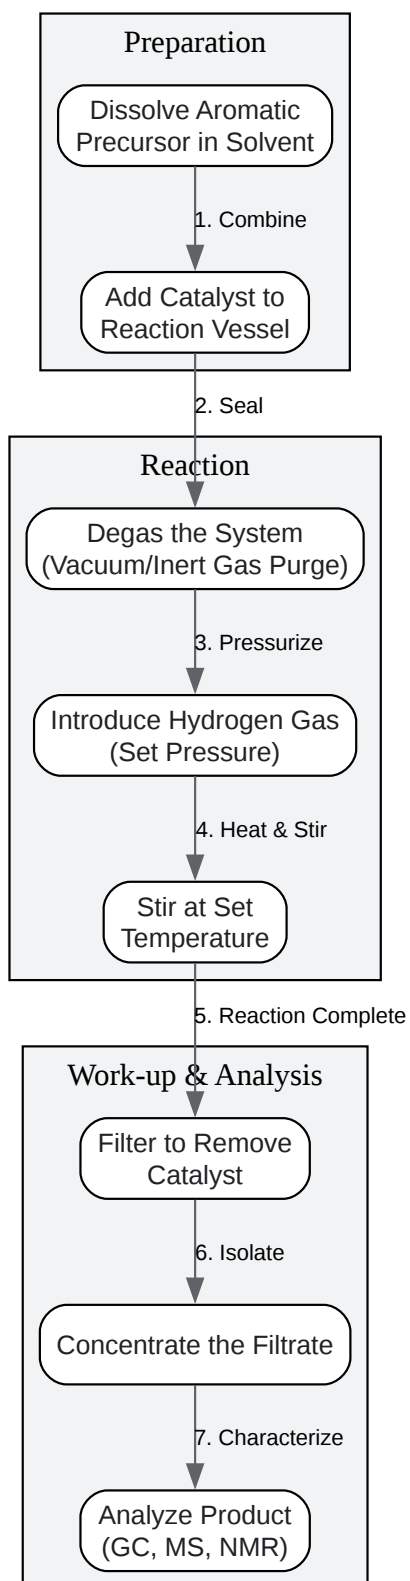 Preparation
Dissolve Aromatic
Precursor in Solvent
1. Combine
Add Catalyst to
Reaction Vessel
2. Seal
Reaction
Degas the System
(Vacuum/Inert Gas Purge)
3. Pressurize
Introduce Hydrogen Gas
(Set Pressure)
4. Heat & Stir
Stir at Set
Temperature
5. Reaction Complete
Work-up & Analysis
Filter to Remove
Catalyst
6. Isolate
Concentrate the Filtrate
7. Characterize
Analyze Product
(GC, MS, NMR)